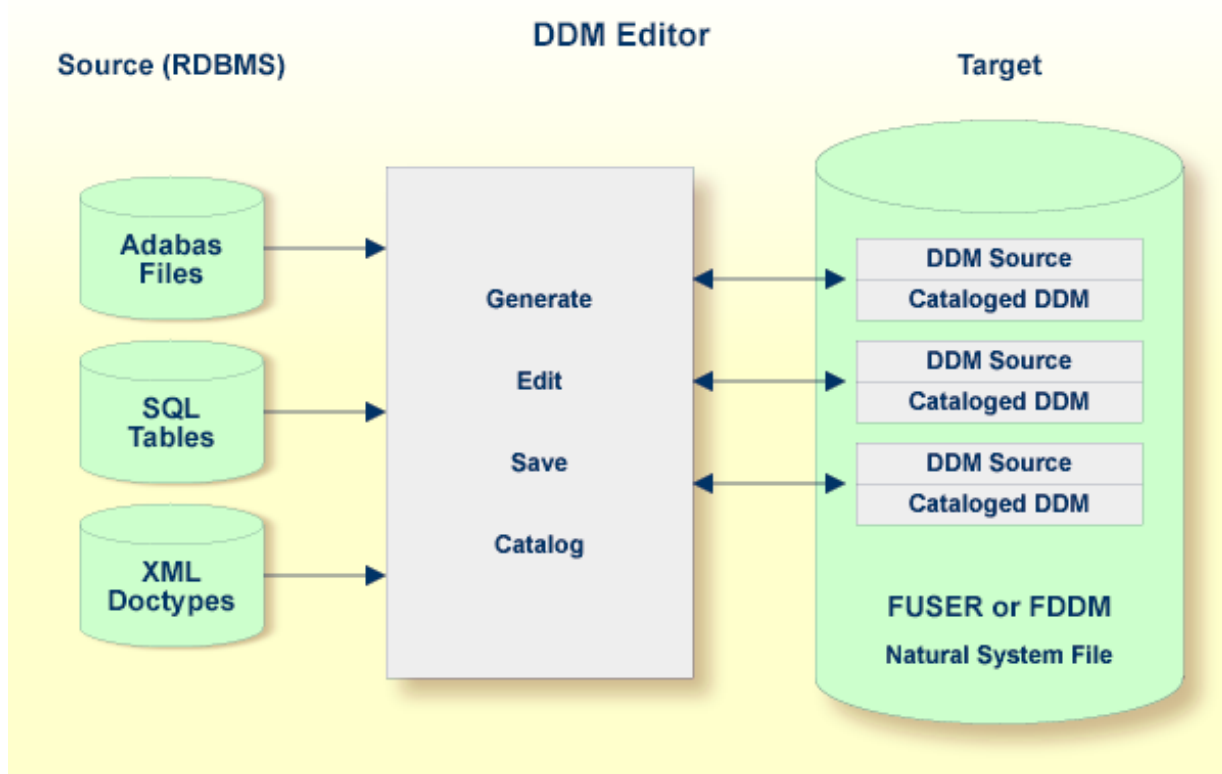 DDM Editor
Source (RDBMS)
Target
Adabas
Files
SQL
Tables
XML
Doctypes
Generate
Edit
Save
Catalog
DDM Source
Cataloged DDM
DDM Source
Cataloged DDM
DDM Source
Cataloged DDM
FUSER or FDDM
Natural System File